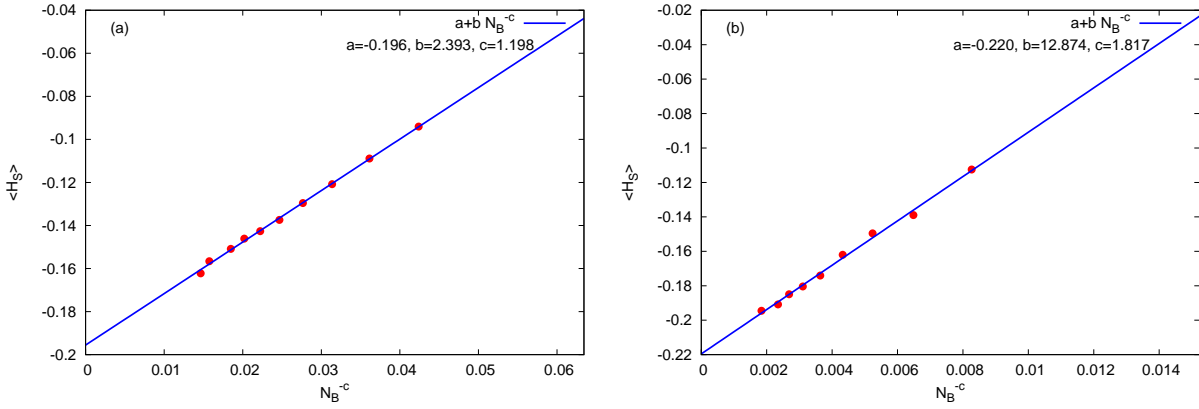 (a)
a+b N_B^-c
a=-0.196, b=2.393, c=1.198
-0.04
-0.06
-0.08
-0.1
-0.12
-0.14
-0.16
-0.18
-0.2
<H_S>
0 0.01 0.02 0.03 0.04 0.05 0.06
N_B^-c
(b)
a+b N_B^-c
a=-0.220, b=12.874, c=1.817
-0.02
-0.04
-0.06
-0.08
-0.1
-0.12
-0.14
-0.16
-0.18
-0.2
-0.22
<H_S>
0 0.002 0.004 0.006 0.008 0.01 0.012 0.014
N_B^-c